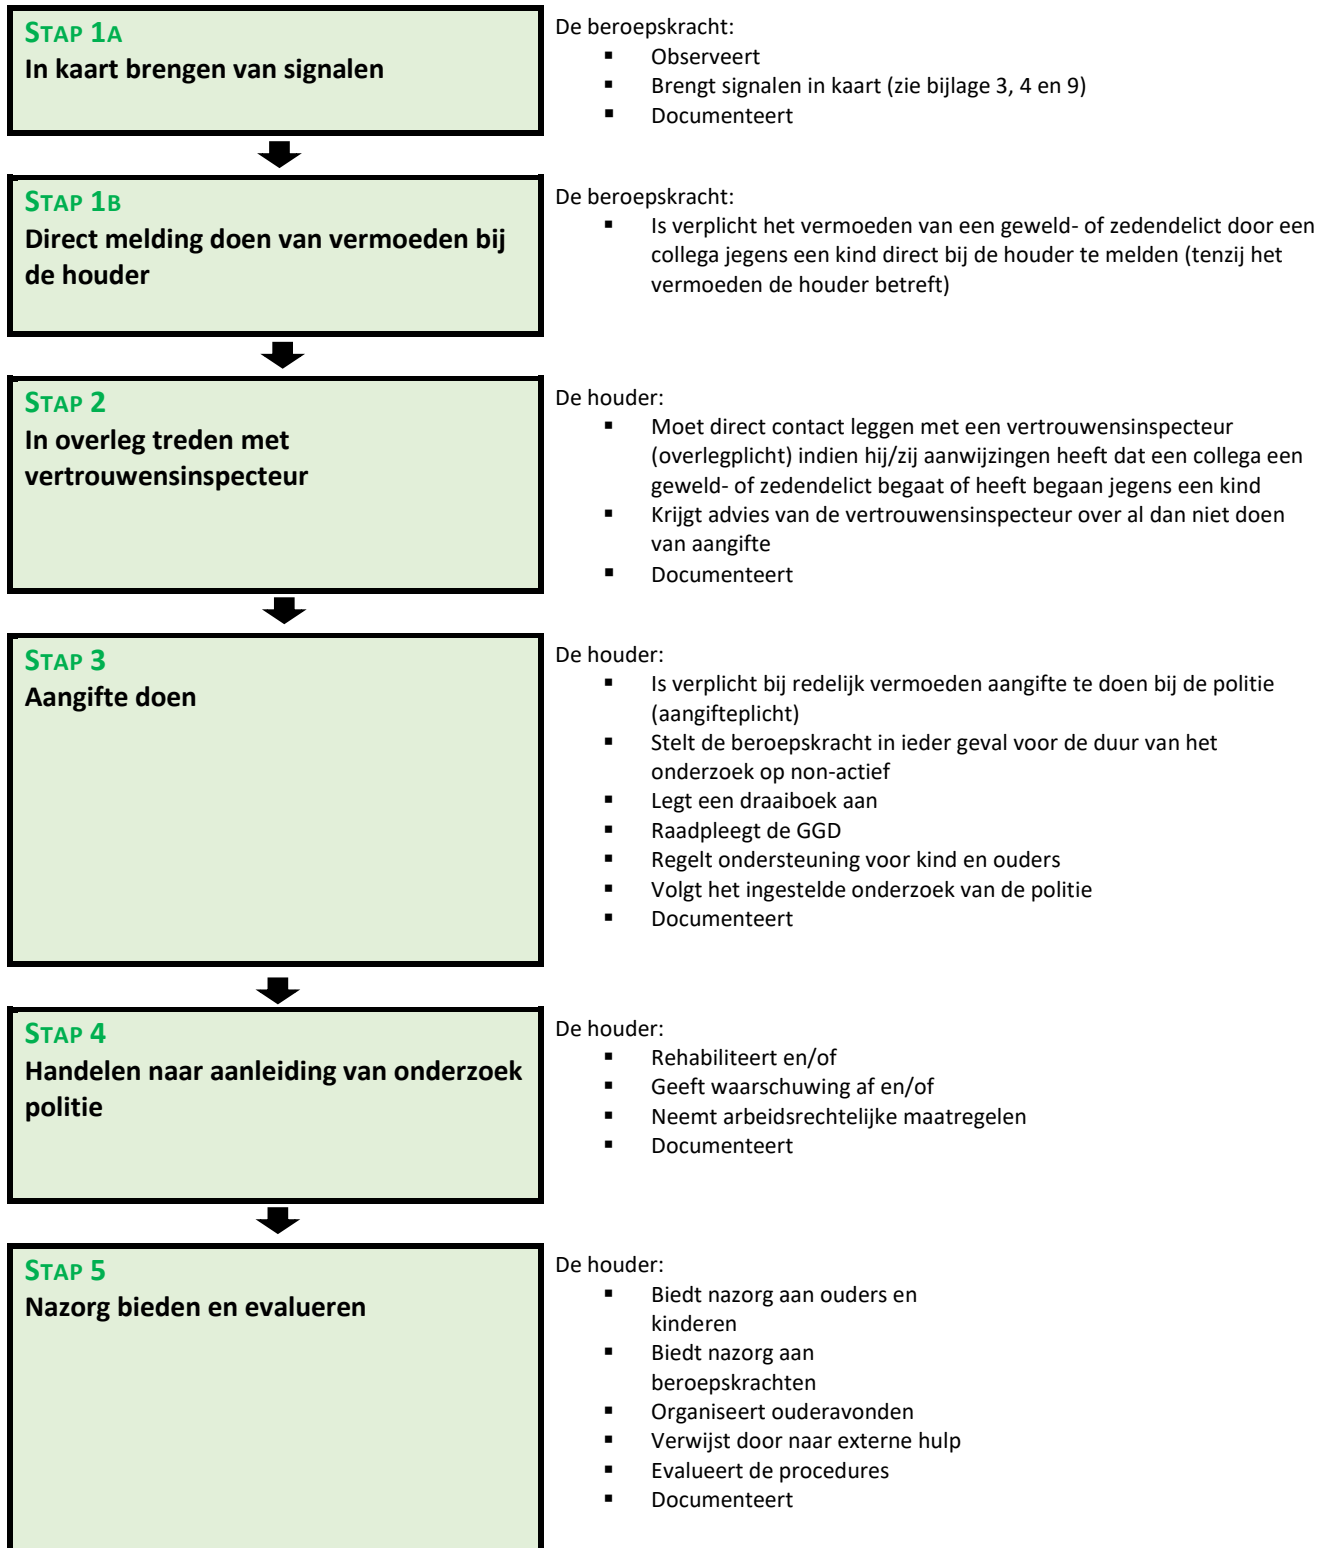 STAP 1A
In kaart brengen van signalen
De beroepskracht:
▪ Observeert
▪ Brengt signalen in kaart (zie bijlage 3, 4 en 9)
▪ Documenteert
STAP 1B
Direct melding doen van vermoeden bij
de houder
De beroepskracht:
▪ Is verplicht het vermoeden van een geweld- of zedendelict door een
collega jegens een kind direct bij de houder te melden (tenzij het
vermoeden de houder betreft)
STAP 2
In overleg treden met
vertrouwensinspecteur
De houder:
▪ Moet direct contact leggen met een vertrouwensinspecteur
(overlegplicht) indien hij/zij aanwijzingen heeft dat een collega een
geweld- of zedendelict begaat of heeft begaan jegens een kind
▪ Krijgt advies van de vertrouwensinspecteur over al dan niet doen
van aangifte
▪ Documenteert
STAP 3
Aangifte doen
De houder:
▪ Is verplicht bij redelijk vermoeden aangifte te doen bij de politie
(aangifteplicht)
▪ Stelt de beroepskracht in ieder geval voor de duur van het
onderzoek op non-actief
▪ Legt een draaiboek aan
▪ Raadpleegt de GGD
▪ Regelt ondersteuning voor kind en ouders
▪ Volgt het ingestelde onderzoek van de politie
▪ Documenteert
STAP 4
Handelen naar aanleiding van onderzoek
politie
De houder:
▪ Rehabiliteert en/of
▪ Geeft waarschuwing af en/of
▪ Neemt arbeidsrechtelijke maatregelen
▪ Documenteert
STAP 5
Nazorg bieden en evalueren
De houder:
▪ Biedt nazorg aan ouders en
kinderen
▪ Biedt nazorg aan
beroepskrachten
▪ Organiseert ouderavonden
▪ Verwijst door naar externe hulp
▪ Evalueert de procedures
▪ Documenteert